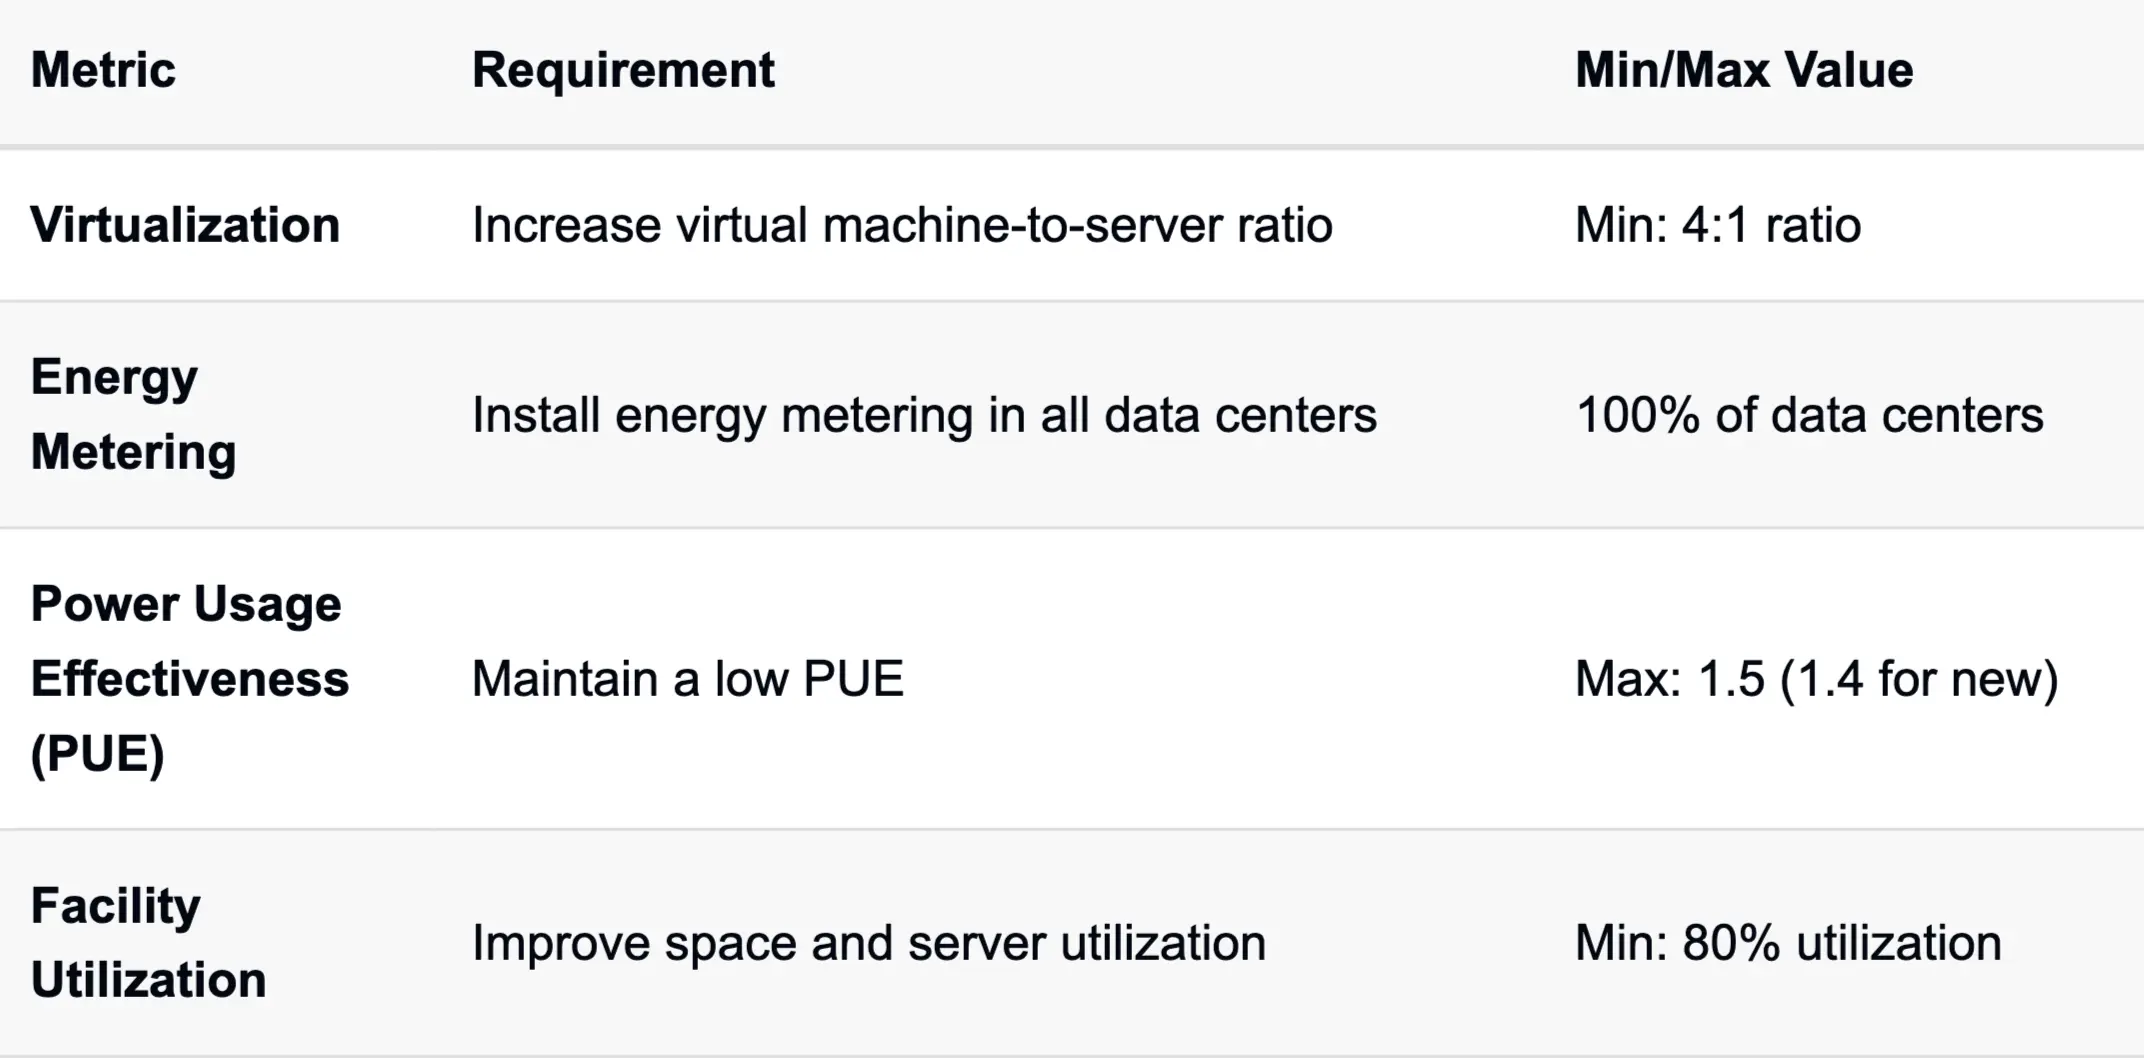 Metric Requirement Min/Max Value
Virtualization Increase virtual machine-to-server ratio Min: 4:1 ratio
Energy
Metering
Install energy metering in all data centers 100% of data centers
Power Usage
Effectiveness
(PUE)
Maintain a low PUE Max: 1.5 (1.4 for new)
Facility
Utilization
Improve space and server utilization Min: 80% utilization